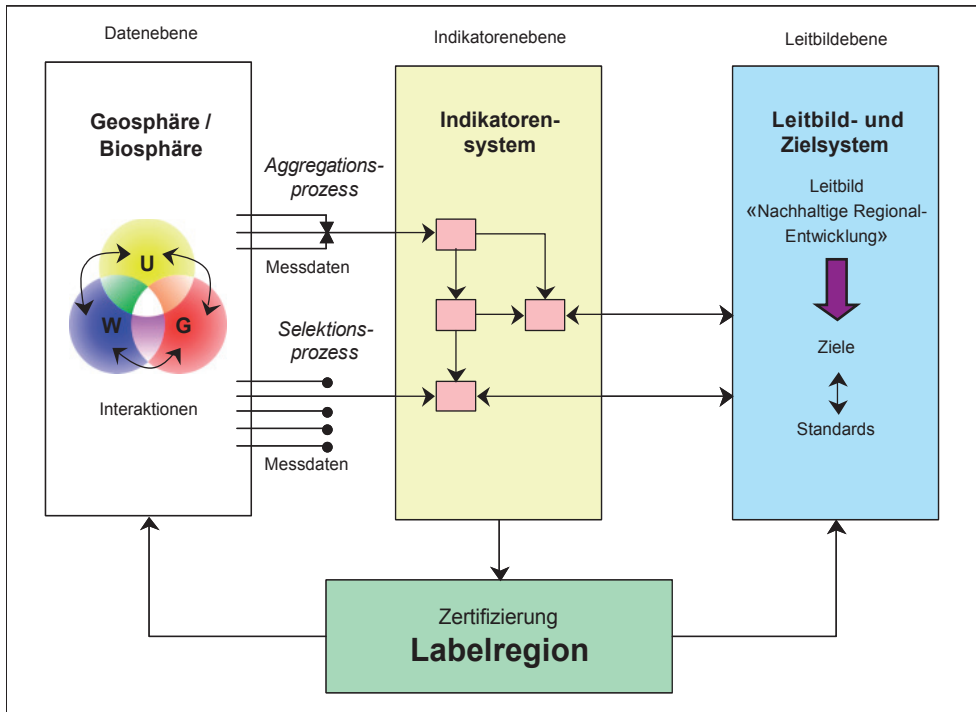 Datenebene
Indikatorenebene
Leitbildebene
Geosphäre /
Biosphäre
Aggregations-
prozess
Messdaten
U
W
G
Interaktionen
Selektions-
prozess
Messdaten
Indikatoren-
system
Leitbild- und
Zielsystem
Leitbild
«Nachhaltige Regional-
Entwicklung»
Ziele
Standards
Zertifizierung
Labelregion